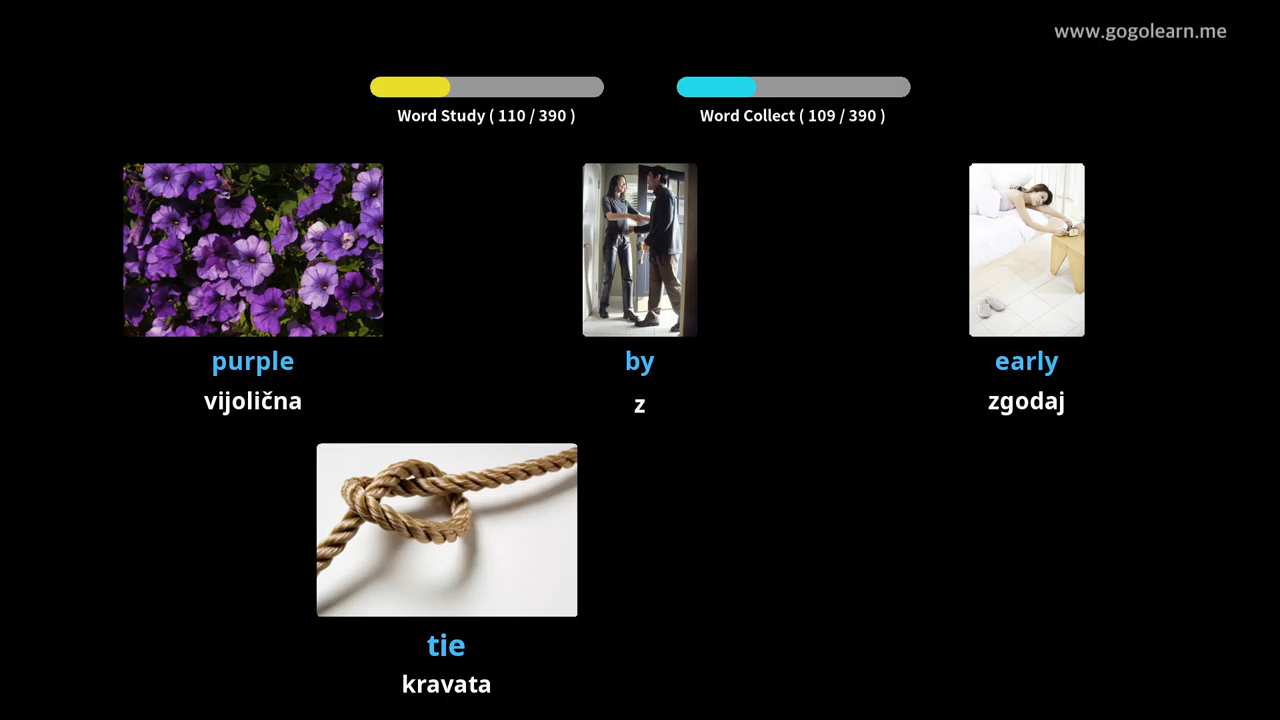 www.gogolearn.me
Word Study ( 110 / 390 )
Word Collect ( 109 / 390 )
purple
by
early
vijolična
z
zgodaj
tie
kravata